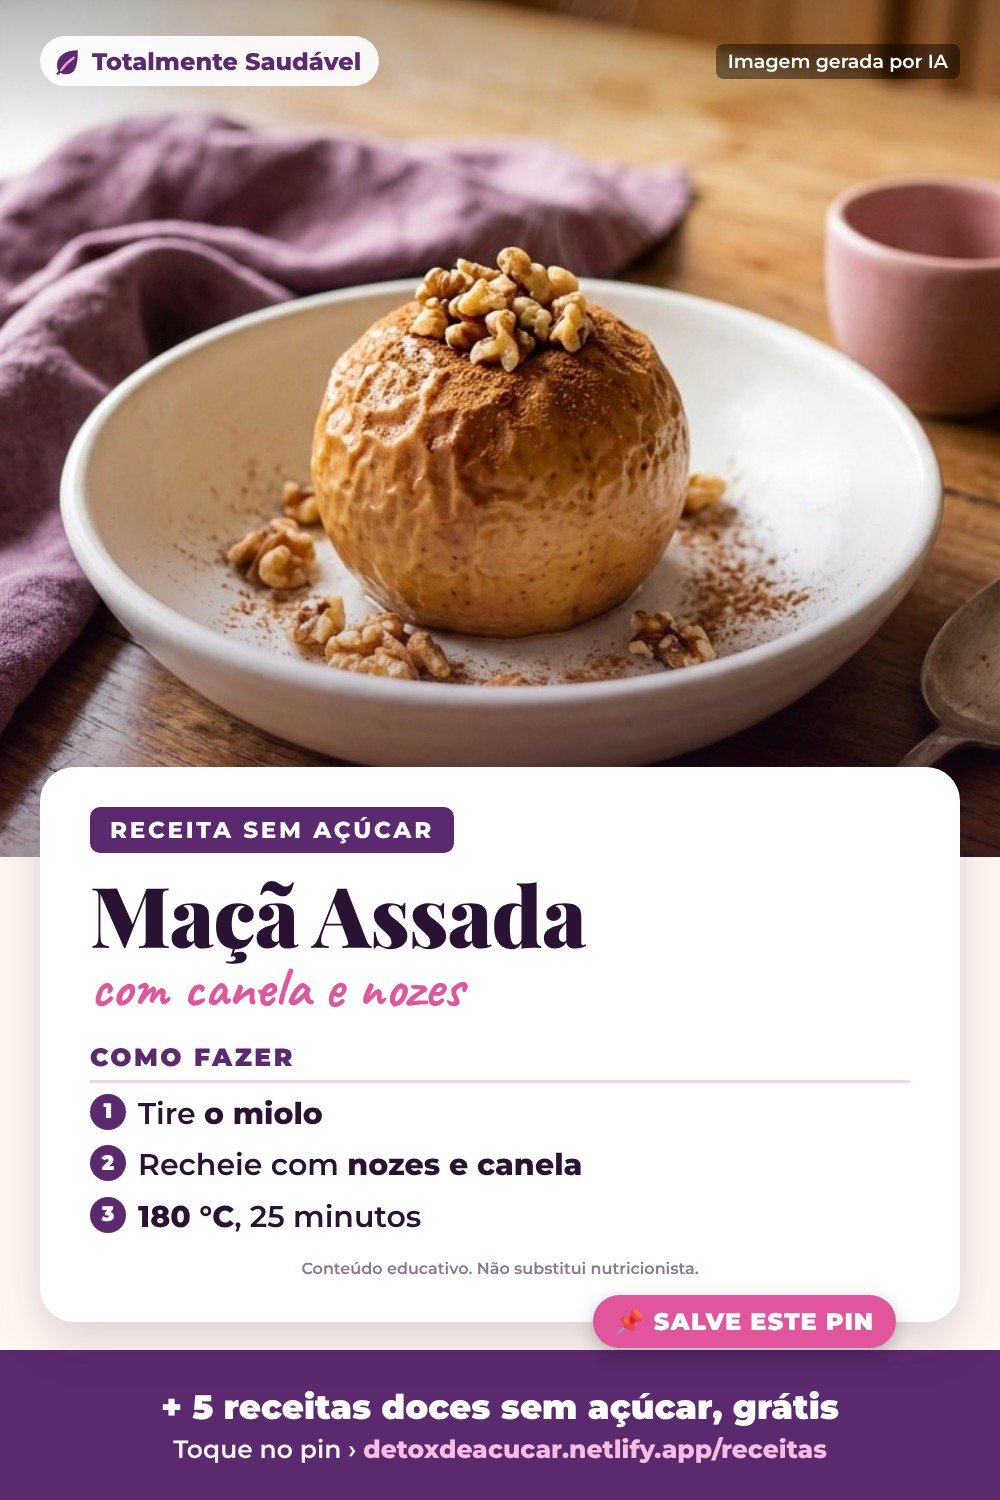 Totalmente Saudável
Imagem gerada por IA
RECEITA SEM AÇÚCAR
Maçã Assada
com canela e nozes
COMO FAZER
1 Tire o miolo
2 Recheie com nozes e canela
3 180 °C, 25 minutos
Conteúdo educativo. Não substitui nutricionista.
📌 SALVE ESTE PIN
+ 5 receitas doces sem açúcar, grátis
Toque no pin › detoxdeacucar.netlify.app/receitas